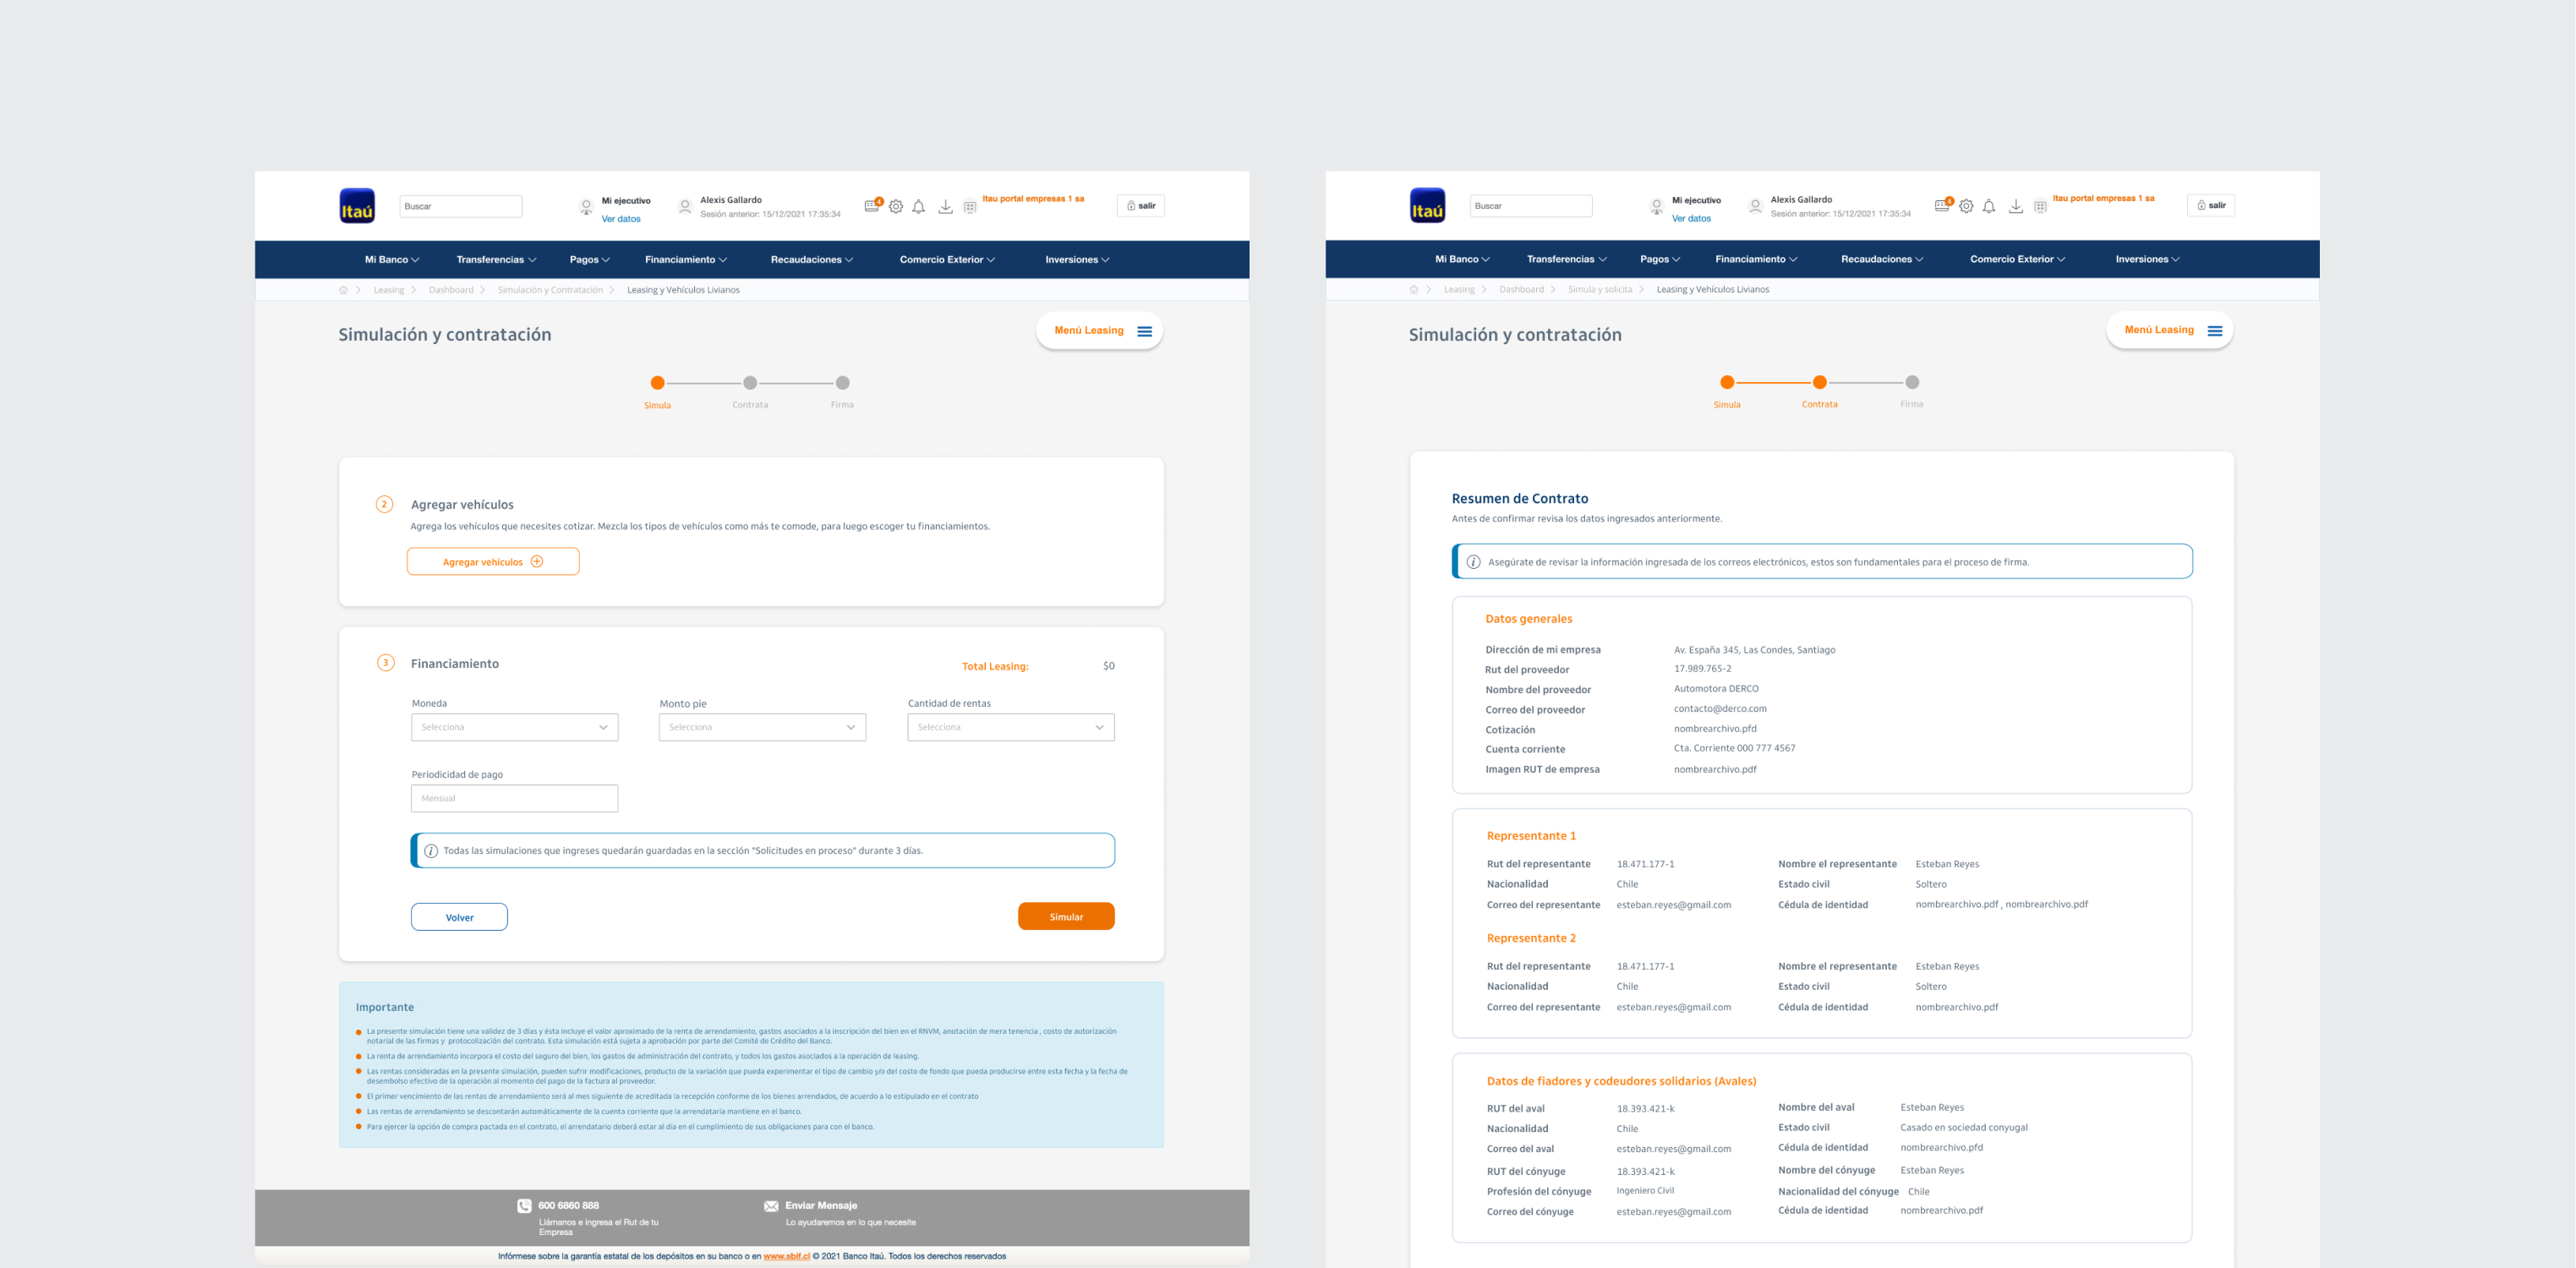 Itaú
Buscar
Mi ejecutivo
Ver datos
Alexis Gallardo
Sesión anterior: 15/12/2021 17:35:34
4
Itau portal empresas 1 sa
salir
Mi Banco
Transferencias
Pagos
Financiamiento
Recaudaciones
Comercio Exterior
Inversiones
Leasing > Dashboard > Simulación y Contratación > Leasing y Vehículos Livianos
Simulación y contratación
Menú Leasing
Simula
Contrata
Firma
2
Agregar vehículos
Agrega los vehículos que necesites cotizar. Mezcla los tipos de vehículos como más te comode, para luego escoger tu financiamientos.
Agregar vehículos
3
Financiamiento
Total Leasing: $0
Moneda
Selecciona
Monto pie
Selecciona
Cantidad de rentas
Selecciona
Periodicidad de pago
Mensual
Todas las simulaciones que ingreses quedarán guardadas en la sección "Solicitudes en proceso" durante 3 días.
Volver
Simular
Importante
La presente simulación tiene una validez de 3 días y ésta incluye el valor aproximado de la renta de arrendamiento, gastos asociados a la inscripción del bien en el RNVM, anotación de mera tenencia , costo de autorización
notarial de las firmas y protocolización del contrato. Esta simulación está sujeta a aprobación por parte del Comité de Crédito del Banco.
La renta de arrendamiento incorpora el costo del seguro del bien, los gastos de administración del contrato, y todos los gastos asociados a la operación de leasing.
Las rentas consideradas en la presente simulación, pueden sufrir modificaciones, producto de la variación que pueda experimentar el tipo de cambio y/o del costo de fondo que pueda producirse entre esta fecha y la fecha de
desembolso efectivo de la operación al momento del pago de la factura al proveedor.
El primer vencimiento de las rentas de arrendamiento será al mes siguiente de acreditada la recepción conforme de los bienes arrendados, de acuerdo a lo estipulado en el contrato
Las rentas de arrendamiento se descontarán automáticamente de la cuenta corriente que la arrendataria mantiene en el banco.
Para ejercer la opción de compra pactada en el contrato, el arrendatario deberá estar al día en el cumplimiento de sus obligaciones para con el banco.
600 6860 888
Llámanos e ingresa el Rut de tu
Empresa
Enviar Mensaje
Lo ayudaremos en lo que necesite
Infórmese sobre la garantía estatal de los depósitos en su banco o en www.sbif.cl © 2021 Banco Itaú. Todos los derechos reservados
Itaú
Buscar
Mi ejecutivo
Ver datos
Alexis Gallardo
Sesión anterior: 15/12/2021 17:35:34
4
Itau portal empresas 1 sa
salir
Mi Banco
Transferencias
Pagos
Financiamiento
Recaudaciones
Comercio Exterior
Inversiones
Leasing > Dashboard > Simula y solicita > Leasing y Vehículos Livianos
Simulación y contratación
Menú Leasing
Simula
Contrata
Firma
Resumen de Contrato
Antes de confirmar revisa los datos ingresados anteriormente.
Asegúrate de revisar la información ingresada de los correos electrónicos, estos son fundamentales para el proceso de firma.
Datos generales
Dirección de mi empresa Av. España 345, Las Condes, Santiago
Rut del proveedor 17.989.765-2
Nombre del proveedor Automotora DERCO
Correo del proveedor contacto@derco.com
Cotización nombrearchivo.pfd
Cuenta corriente Cta. Corriente 000 777 4567
Imagen RUT de empresa nombrearchivo.pdf
Representante 1
Rut del representante 18.471.177-1 Nombre el representante Esteban Reyes
Nacionalidad Chile Estado civil Soltero
Correo del representante esteban.reyes@gmail.com Cédula de identidad nombrearchivo.pdf , nombrearchivo.pdf
Representante 2
Rut del representante 18.471.177-1 Nombre el representante Esteban Reyes
Nacionalidad Chile Estado civil Soltero
Correo del representante esteban.reyes@gmail.com Cédula de identidad nombrearchivo.pdf
Datos de fiadores y codeudores solidarios (Avales)
RUT del aval 18.393.421-k Nombre del aval Esteban Reyes
Nacionalidad Chile Estado civil Casado en sociedad conyugal
Correo del aval esteban.reyes@gmail.com Cédula de identidad nombrearchivo.pfd
RUT del cónyuge 18.393.421-k Nombre del cónyuge Esteban Reyes
Profesión del cónyuge Ingeniero Civil Nacionalidad del cónyuge Chile
Correo del cónyuge esteban.reyes@gmail.com Cédula de identidad nombrearchivo.pdf